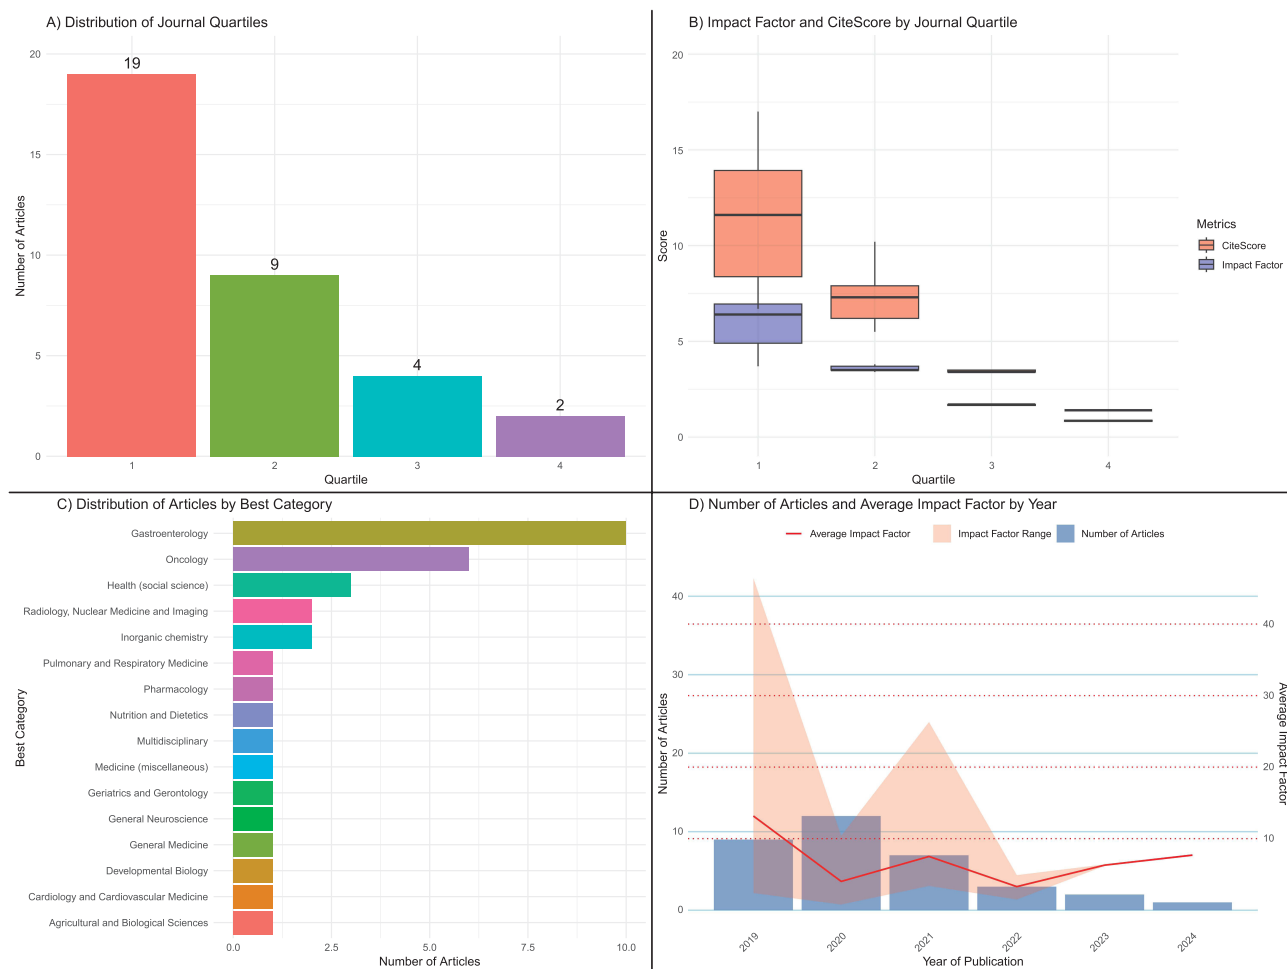 A) Distribution of Journal Quartiles
20
15
10
5
0
Number of Articles
19
9
4
2
1 2 3 4
Quartile
B) Impact Factor and CiteScore by Journal Quartile
20
15
10
5
0
Score
1 2 3 4
Quartile
Metrics
CiteScore
Impact Factor
C) Distribution of Articles by Best Category
Best Category
Gastroenterology
Oncology
Health (social science)
Radiology, Nuclear Medicine and Imaging
Inorganic chemistry
Pulmonary and Respiratory Medicine
Pharmacology
Nutrition and Dietetics
Multidisciplinary
Medicine (miscellaneous)
Geriatrics and Gerontology
General Neuroscience
General Medicine
Developmental Biology
Cardiology and Cardiovascular Medicine
Agricultural and Biological Sciences
0.0 2.5 5.0 7.5 10.0
Number of Articles
D) Number of Articles and Average Impact Factor by Year
Average Impact Factor Impact Factor Range Number of Articles
40
30
20
10
0
Number of Articles
40
30
20
10
Average Impact Factor
2019 2020 2021 2022 2023 2024
Year of Publication